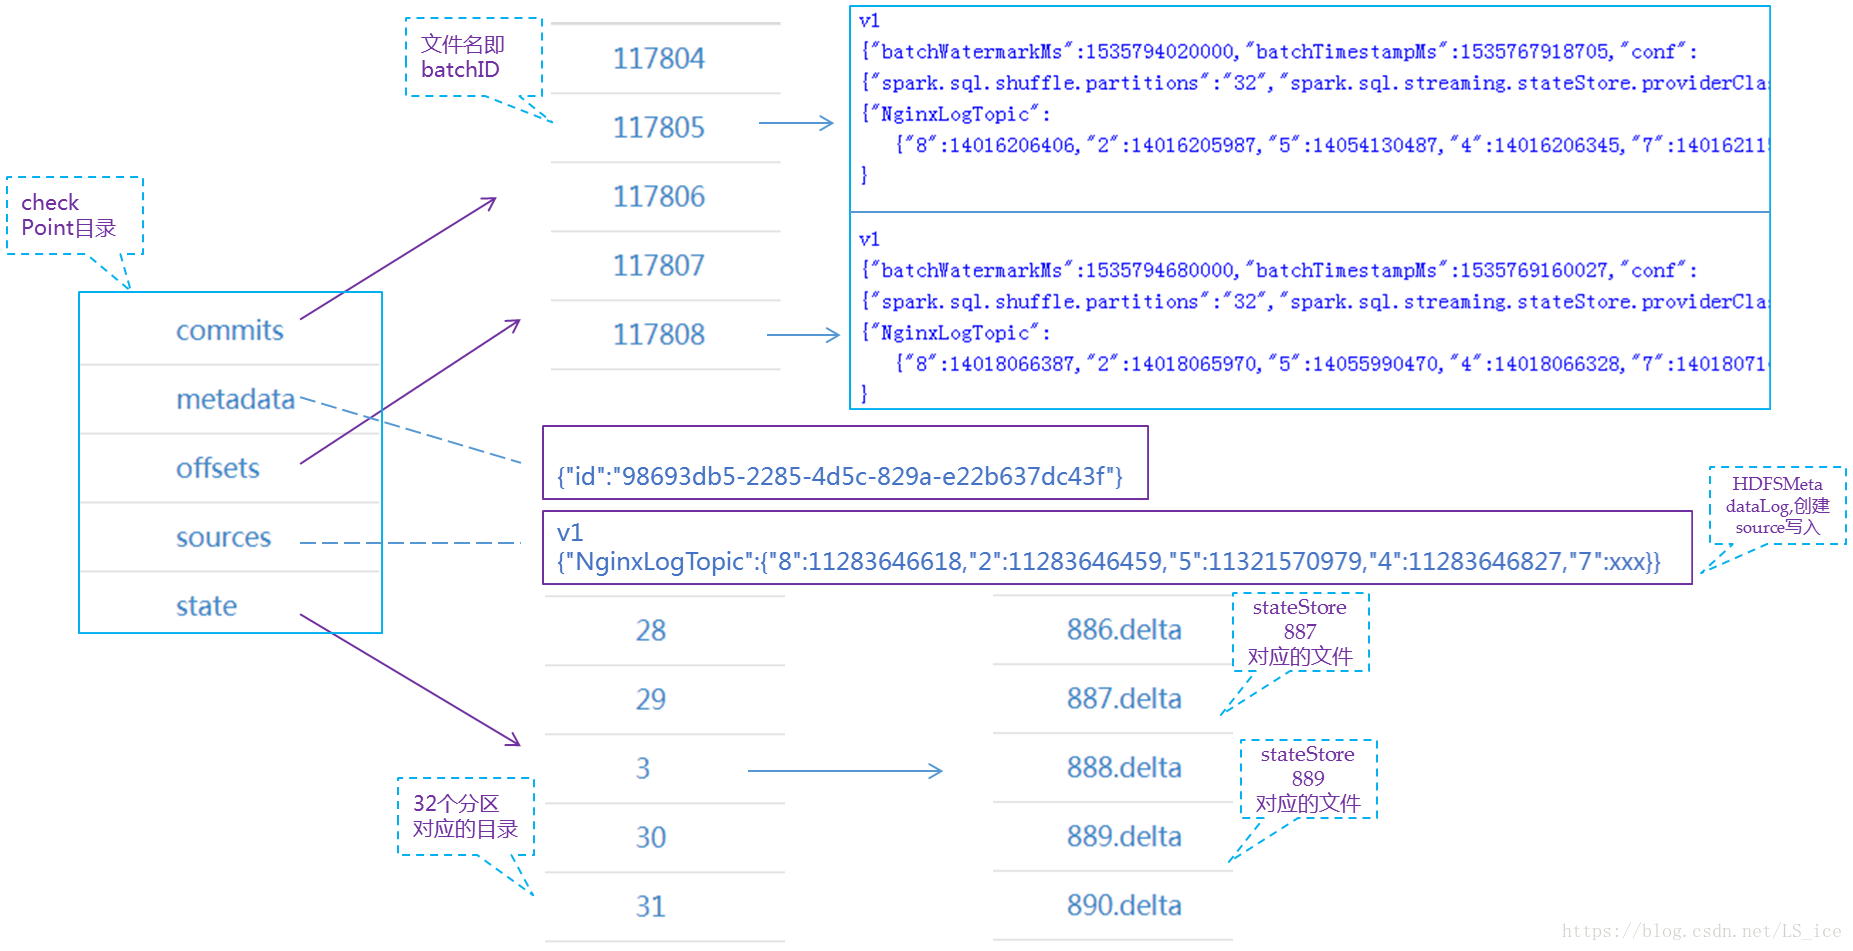 文件名即
batchID
117804
117805
117806
117807
117808
v1
{"batchWatermarkMs":1535794020000,"batchTimestampMs":1535767918705,"conf":
{"spark.sql.shuffle.partitions":"32","spark.sql.streaming.stateStore.providerClas
{"NginxLogTopic":
{"8":14016206406,"2":14016205987,"5":14054130487,"4":14016206345,"7":140162115
}
v1
{"batchWatermarkMs":1535794680000,"batchTimestampMs":1535769160027,"conf":
{"spark.sql.shuffle.partitions":"32","spark.sql.streaming.stateStore.providerClas
{"NginxLogTopic":
{"8":14018066387,"2":14018065970,"5":14055990470,"4":14018066328,"7":140180714
}
check
Point目录
commits
metadata
offsets
sources
state
{"id":"98693db5-2285-4d5c-829a-e22b637dc43f"}
v1
{"NginxLogTopic":{"8":11283646618,"2":11283646459,"5":11321570979,"4":11283646827,"7":xxx}}
HDFSMeta
dataLog,创建
source写入
28
29
3
30
31
32个分区
对应的目录
886.delta
887.delta
888.delta
889.delta
890.delta
stateStore
887
对应的文件
stateStore
889
对应的文件
https://blog.csdn.net/LS_ice